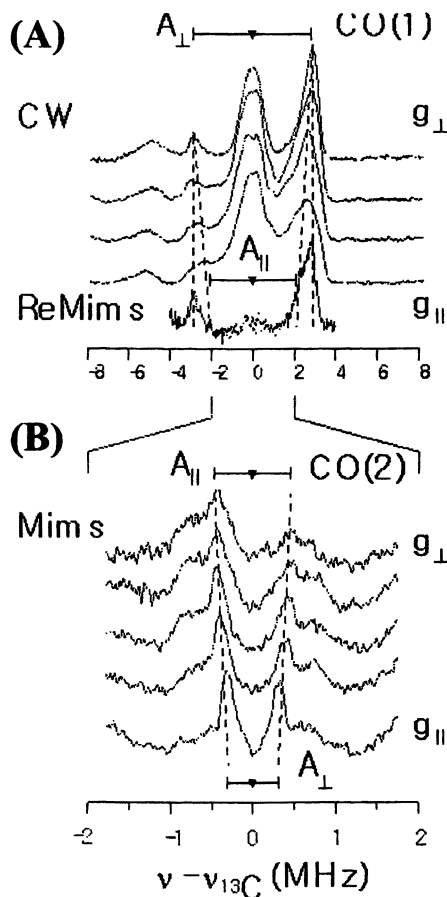 (A)
A⊥
CO(1)
CW
g⊥
A||
ReMims
g||
-8 -6 -4 -2 0 2 4 6 8
(B)
A||
CO(2)
Mims
g⊥
g||
A⊥
-2 -1 0 1 2
ν-ν13C (MHz)